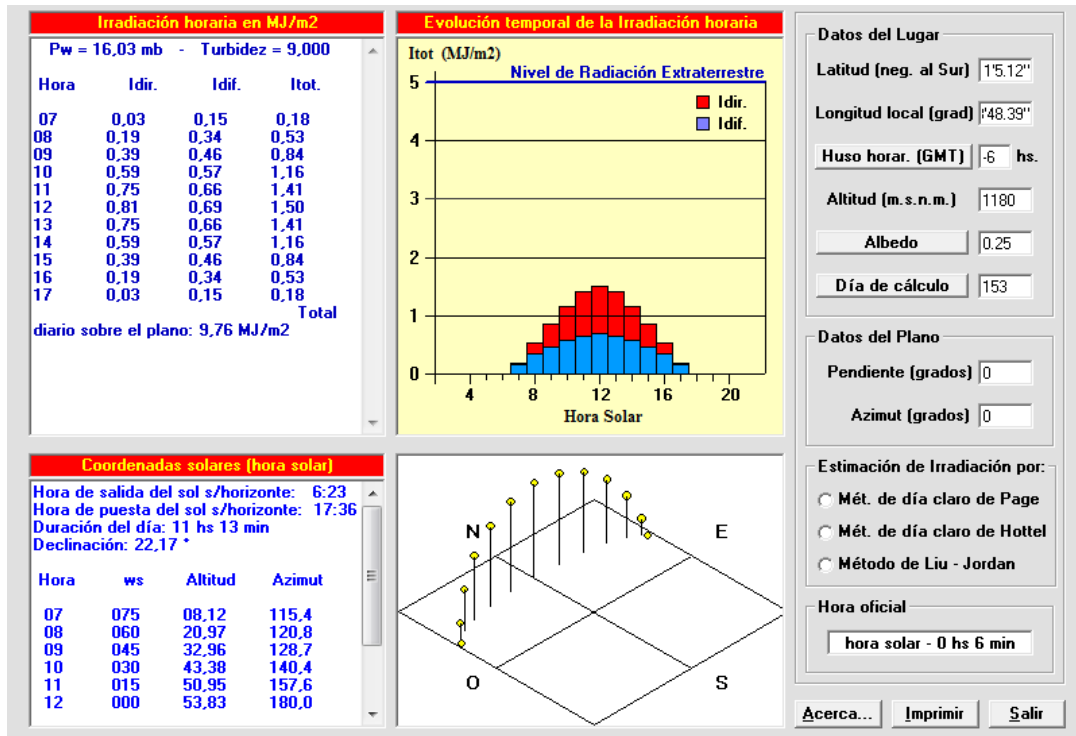 Irradiación horaria en MJ/m2
Pw = 16,03 mb - Turbidez = 9,000
Hora Idir. Idif. Itot.
07 0,03 0,15 0,18
08 0,19 0,34 0,53
09 0,39 0,46 0,84
10 0,59 0,57 1,16
11 0,75 0,66 1,41
12 0,81 0,69 1,50
13 0,75 0,66 1,41
14 0,59 0,57 1,16
15 0,39 0,46 0,84
16 0,19 0,34 0,53
17 0,03 0,15 0,18
Total
diario sobre el plano: 9,76 MJ/m2
Evolución temporal de la Irradiación horaria
Itot (MJ/m2)
Nivel de Radiación Extraterrestre
5
Idir.
Idif.
4
3
2
1
0
4 8 12 16 20
Hora Solar
Coordenadas solares (hora solar)
Hora de salida del sol s/horizonte: 6:23
Hora de puesta del sol s/horizonte: 17:36
Duración del día: 11 hs 13 min
Declinación: 22,17 °
Hora ws Altitud Azimut
07 075 08,12 115,4
08 060 20,97 120,8
09 045 32,96 128,7
10 030 43,38 140,4
11 015 50,95 157,6
12 000 53,83 180,0
N E
O S
Datos del Lugar
Latitud (neg. al Sur) 1'5.12"
Longitud local (grad) '48.39"
Huso horar. (GMT) -6 hs.
Altitud (m.s.n.m.) 1180
Albedo 0.25
Día de cálculo 153
Datos del Plano
Pendiente (grados) 0
Azimut (grados) 0
Estimación de Irradiación por:
Mét. de día claro de Page
Mét. de día claro de Hottel
Método de Liu - Jordan
Hora oficial
hora solar - 0 hs 6 min
Acerca... Imprimir Salir